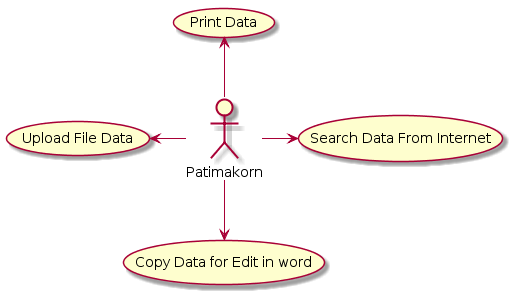 Print Data
Upload File Data
Search Data From Internet
Patimakorn
Copy Data for Edit in word